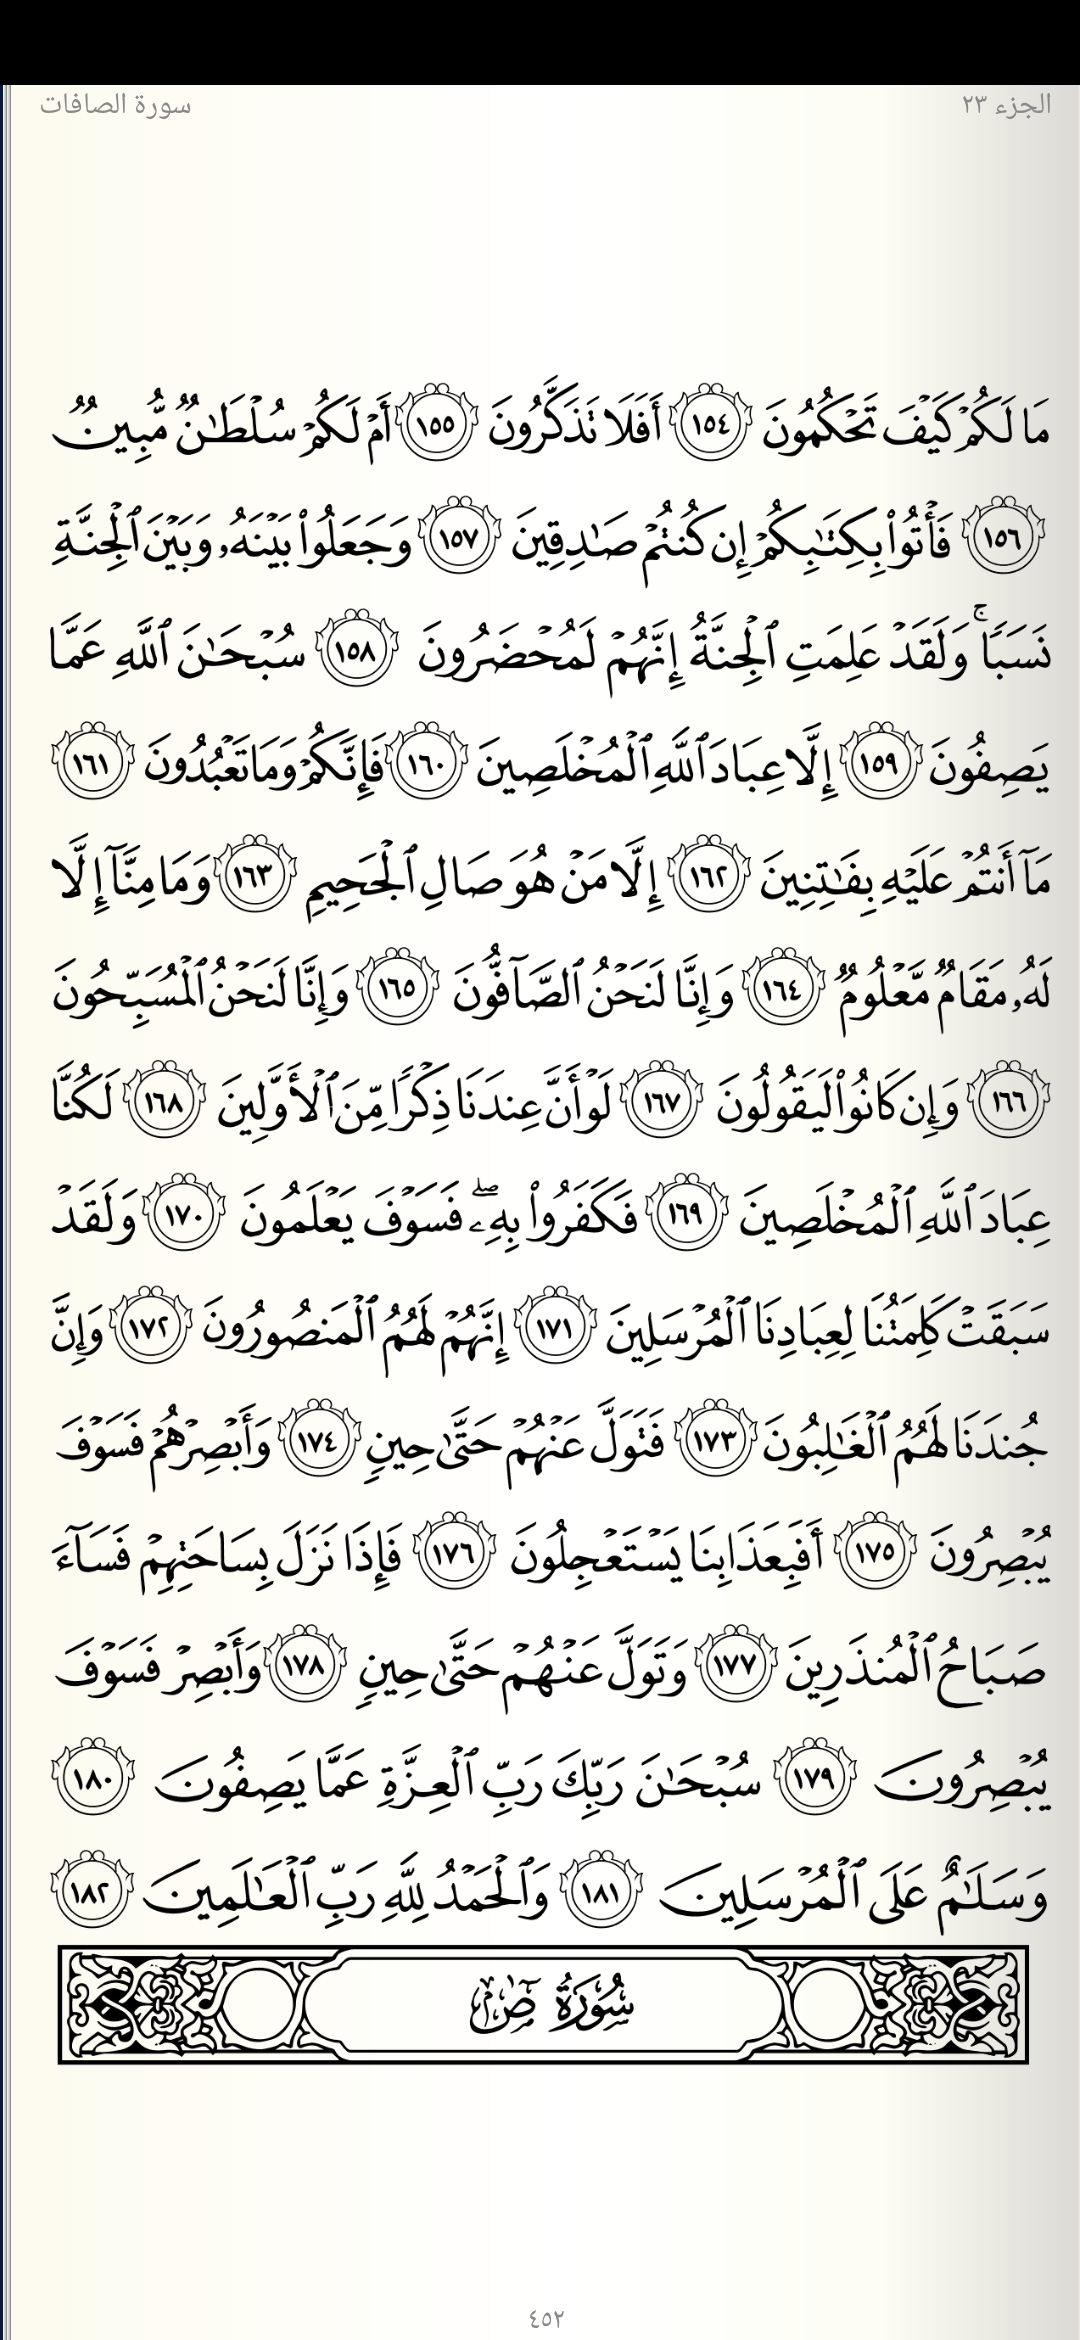 الجزء ٢٣
سورة الصافات
مَا لَكُمْ كَيْفَ تَحْكُمُونَ ١٥٤ أَفَلَا تَذَكَّرُونَ ١٥٥ أَمْ لَكُمْ سُلْطَـٰنٌ مُّبِينٌ
١٥٦ فَأْتُوا۟ بِكِتَـٰبِكُمْ إِن كُنتُمْ صَـٰدِقِينَ ١٥٧ وَجَعَلُوا۟ بَيْنَهُۥ وَبَيْنَ ٱلْجِنَّةِ
نَسَبًا ۚ وَلَقَدْ عَلِمَتِ ٱلْجِنَّةُ إِنَّهُمْ لَمُحْضَرُونَ ١٥٨ سُبْحَـٰنَ ٱللَّهِ عَمَّا
يَصِفُونَ ١٥٩ إِلَّا عِبَادَ ٱللَّهِ ٱلْمُخْلَصِينَ ١٦٠ فَإِنَّكُمْ وَمَا تَعْبُدُونَ ١٦١
مَآ أَنتُمْ عَلَيْهِ بِفَـٰتِنِينَ ١٦٢ إِلَّا مَنْ هُوَ صَالِ ٱلْجَحِيمِ ١٦٣ وَمَا مِنَّآ إِلَّا
لَهُۥ مَقَامٌ مَّعْلُومٌ ١٦٤ وَإِنَّا لَنَحْنُ ٱلصَّآفُّونَ ١٦٥ وَإِنَّا لَنَحْنُ ٱلْمُسَبِّحُونَ
١٦٦ وَإِن كَانُوا۟ لَيَقُولُونَ ١٦٧ لَوْ أَنَّ عِندَنَا ذِكْرًا مِّنَ ٱلْأَوَّلِينَ ١٦٨ لَكُنَّا
عِبَادَ ٱللَّهِ ٱلْمُخْلَصِينَ ١٦٩ فَكَفَرُوا۟ بِهِۦ ۖ فَسَوْفَ يَعْلَمُونَ ١٧٠ وَلَقَدْ
سَبَقَتْ كَلِمَتُنَا لِعِبَادِنَا ٱلْمُرْسَلِينَ ١٧١ إِنَّهُمْ لَهُمُ ٱلْمَنصُورُونَ ١٧٢ وَإِنَّ
جُندَنَا لَهُمُ ٱلْغَـٰلِبُونَ ١٧٣ فَتَوَلَّ عَنْهُمْ حَتَّىٰ حِينٍ ١٧٤ وَأَبْصِرْهُمْ فَسَوْفَ
يُبْصِرُونَ ١٧٥ أَفَبِعَذَابِنَا يَسْتَعْجِلُونَ ١٧٦ فَإِذَا نَزَلَ بِسَاحَتِهِمْ فَسَآءَ
صَبَاحُ ٱلْمُنذَرِينَ ١٧٧ وَتَوَلَّ عَنْهُمْ حَتَّىٰ حِينٍ ١٧٨ وَأَبْصِرْ فَسَوْفَ
يُبْصِرُونَ ١٧٩ سُبْحَـٰنَ رَبِّكَ رَبِّ ٱلْعِزَّةِ عَمَّا يَصِفُونَ ١٨٠
وَسَلَـٰمٌ عَلَى ٱلْمُرْسَلِينَ ١٨١ وَٱلْحَمْدُ لِلَّهِ رَبِّ ٱلْعَـٰلَمِينَ ١٨٢
سُورَةُ صٓ
٤٥٢